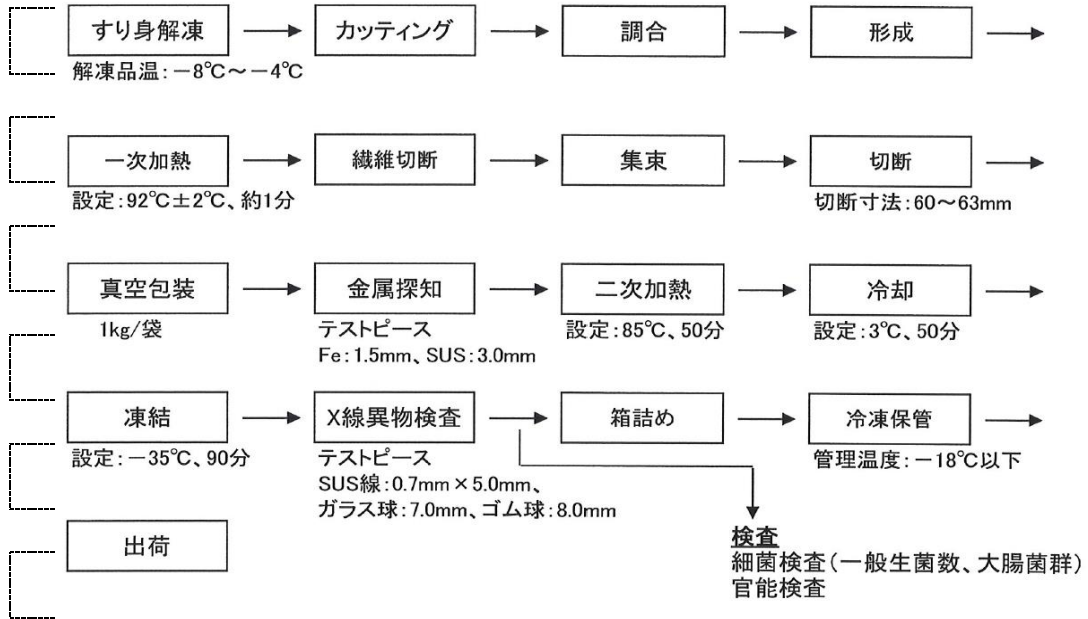 すり身解凍
カッティング
調合
形成
解凍品温：－8℃～－4℃
一次加熱
繊維切断
集束
切断
設定：92℃±2℃、約1分
切断寸法：60～63mm
真空包装
金属探知
二次加熱
冷却
1kg/袋
テストピース
Fe：1.5mm、SUS：3.0mm
設定：85℃、50分
設定：3℃、50分
凍結
X線異物検査
箱詰め
冷凍保管
設定：－35℃、90分
テストピース
SUS線：0.7mm×5.0mm、
ガラス球：7.0mm、ゴム球：8.0mm
管理温度：－18℃以下
出荷
検査
細菌検査（一般生菌数、大腸菌群）
官能検査